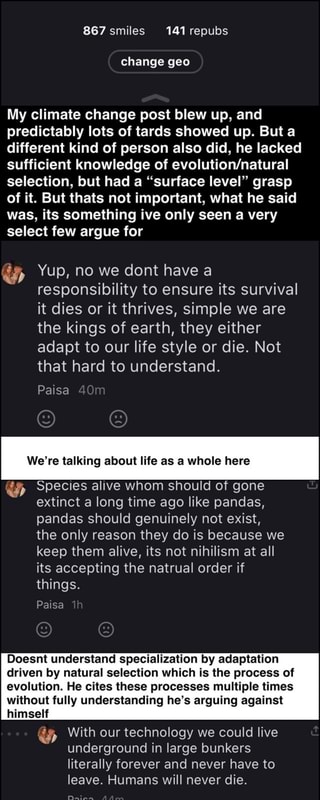 867 smiles 141 repubs
change geo
My climate change post blew up, and
predictably lots of tards showed up. But a
different kind of person also did, he lacked
sufficient knowledge of evolution/natural
selection, but had a “surface level” grasp
of it. But thats not important, what he said
was, its something ive only seen a very
select few argue for
Yup, no we dont have a
responsibility to ensure its survival
it dies or it thrives, simple we are
the kings of earth, they either
adapt to our life style or die. Not
that hard to understand.
Paisa 40m
We’re talking about life as a whole here
Species alive whom should of gone
extinct a long time ago like pandas,
pandas should genuinely not exist,
the only reason they do is because we
keep them alive, its not nihilism at all
its accepting the natrual order if
things.
Paisa 1h
Doesnt understand specialization by adaptation
driven by natural selection which is the process of
evolution. He cites these processes multiple times
without fully understanding he’s arguing against
himself
With our technology we could live
underground in large bunkers
literally forever and never have to
leave. Humans will never die.
Paisa 44m